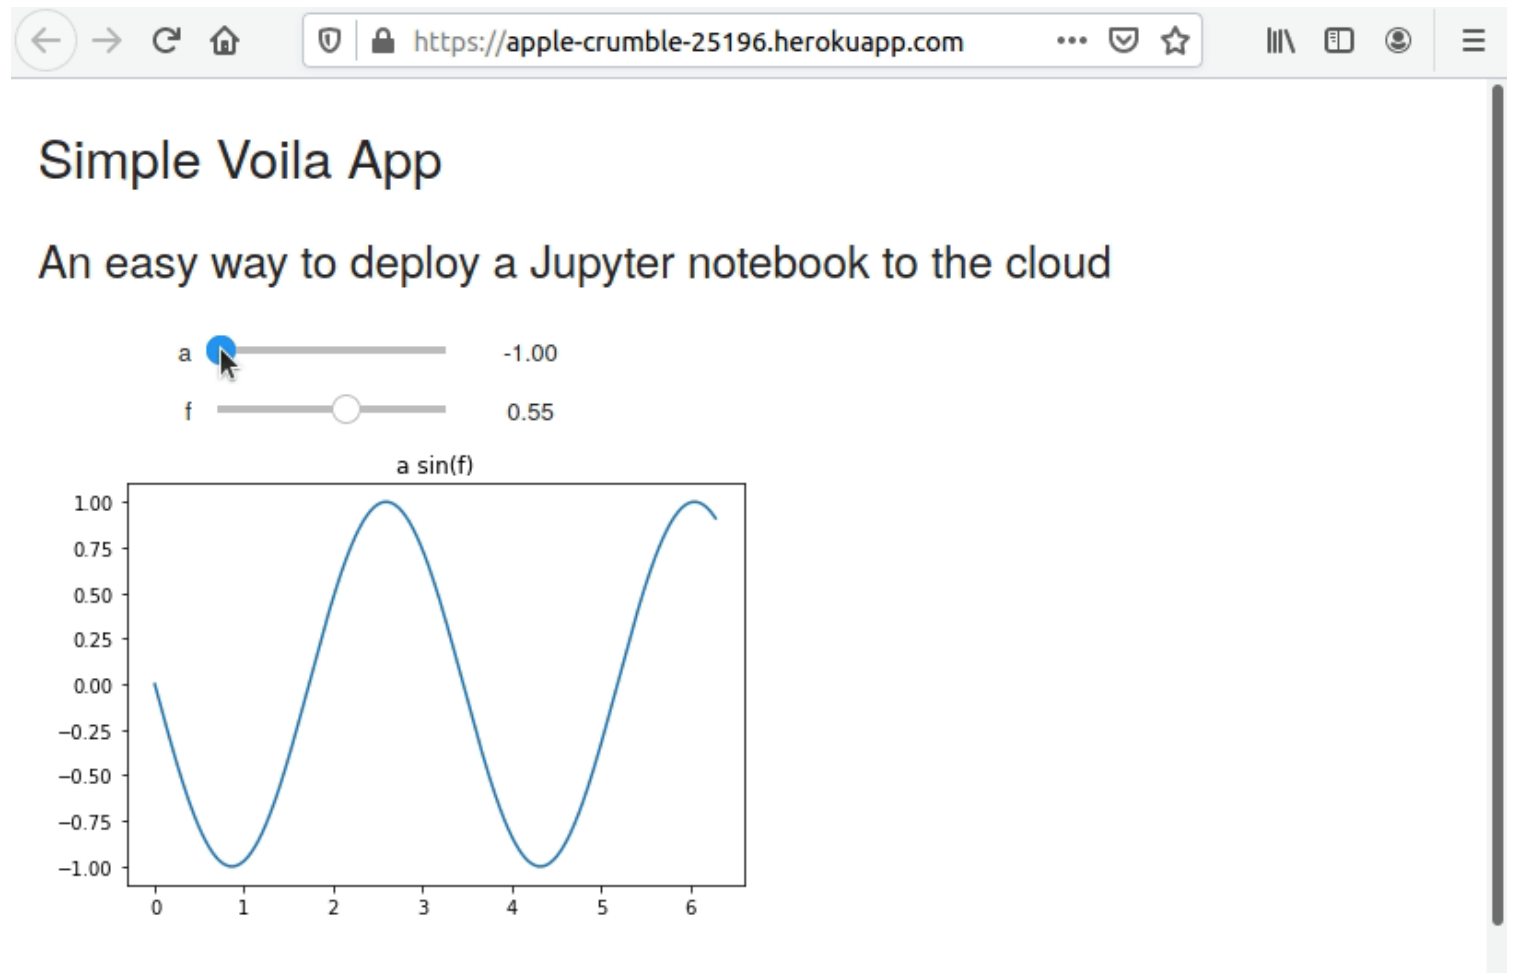 https://apple-crumble-25196.herokuapp.com
Simple Voila App
An easy way to deploy a Jupyter notebook to the cloud
a -1.00
f 0.55
a sin(f)
1.00
0.75
0.50
0.25
0.00
−0.25
−0.50
−0.75
−1.00
0 1 2 3 4 5 6